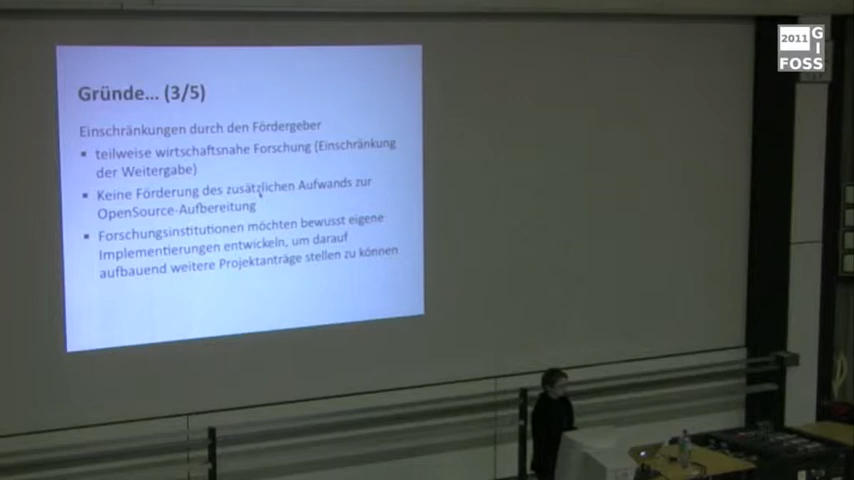 Gründe... (3/5)
Einschränkungen durch den Fördergeber
▪ teilweise wirtschaftsnahe Forschung (Einschränkung
der Weitergabe)
▪ Keine Förderung des zusätzlichen Aufwands zur
OpenSource-Aufbereitung
▪ Forschungsinstitutionen möchten bewusst eigene
Implementierungen entwickeln, um darauf
aufbauend weitere Projektanträge stellen zu können
2011 G
I
FOSS